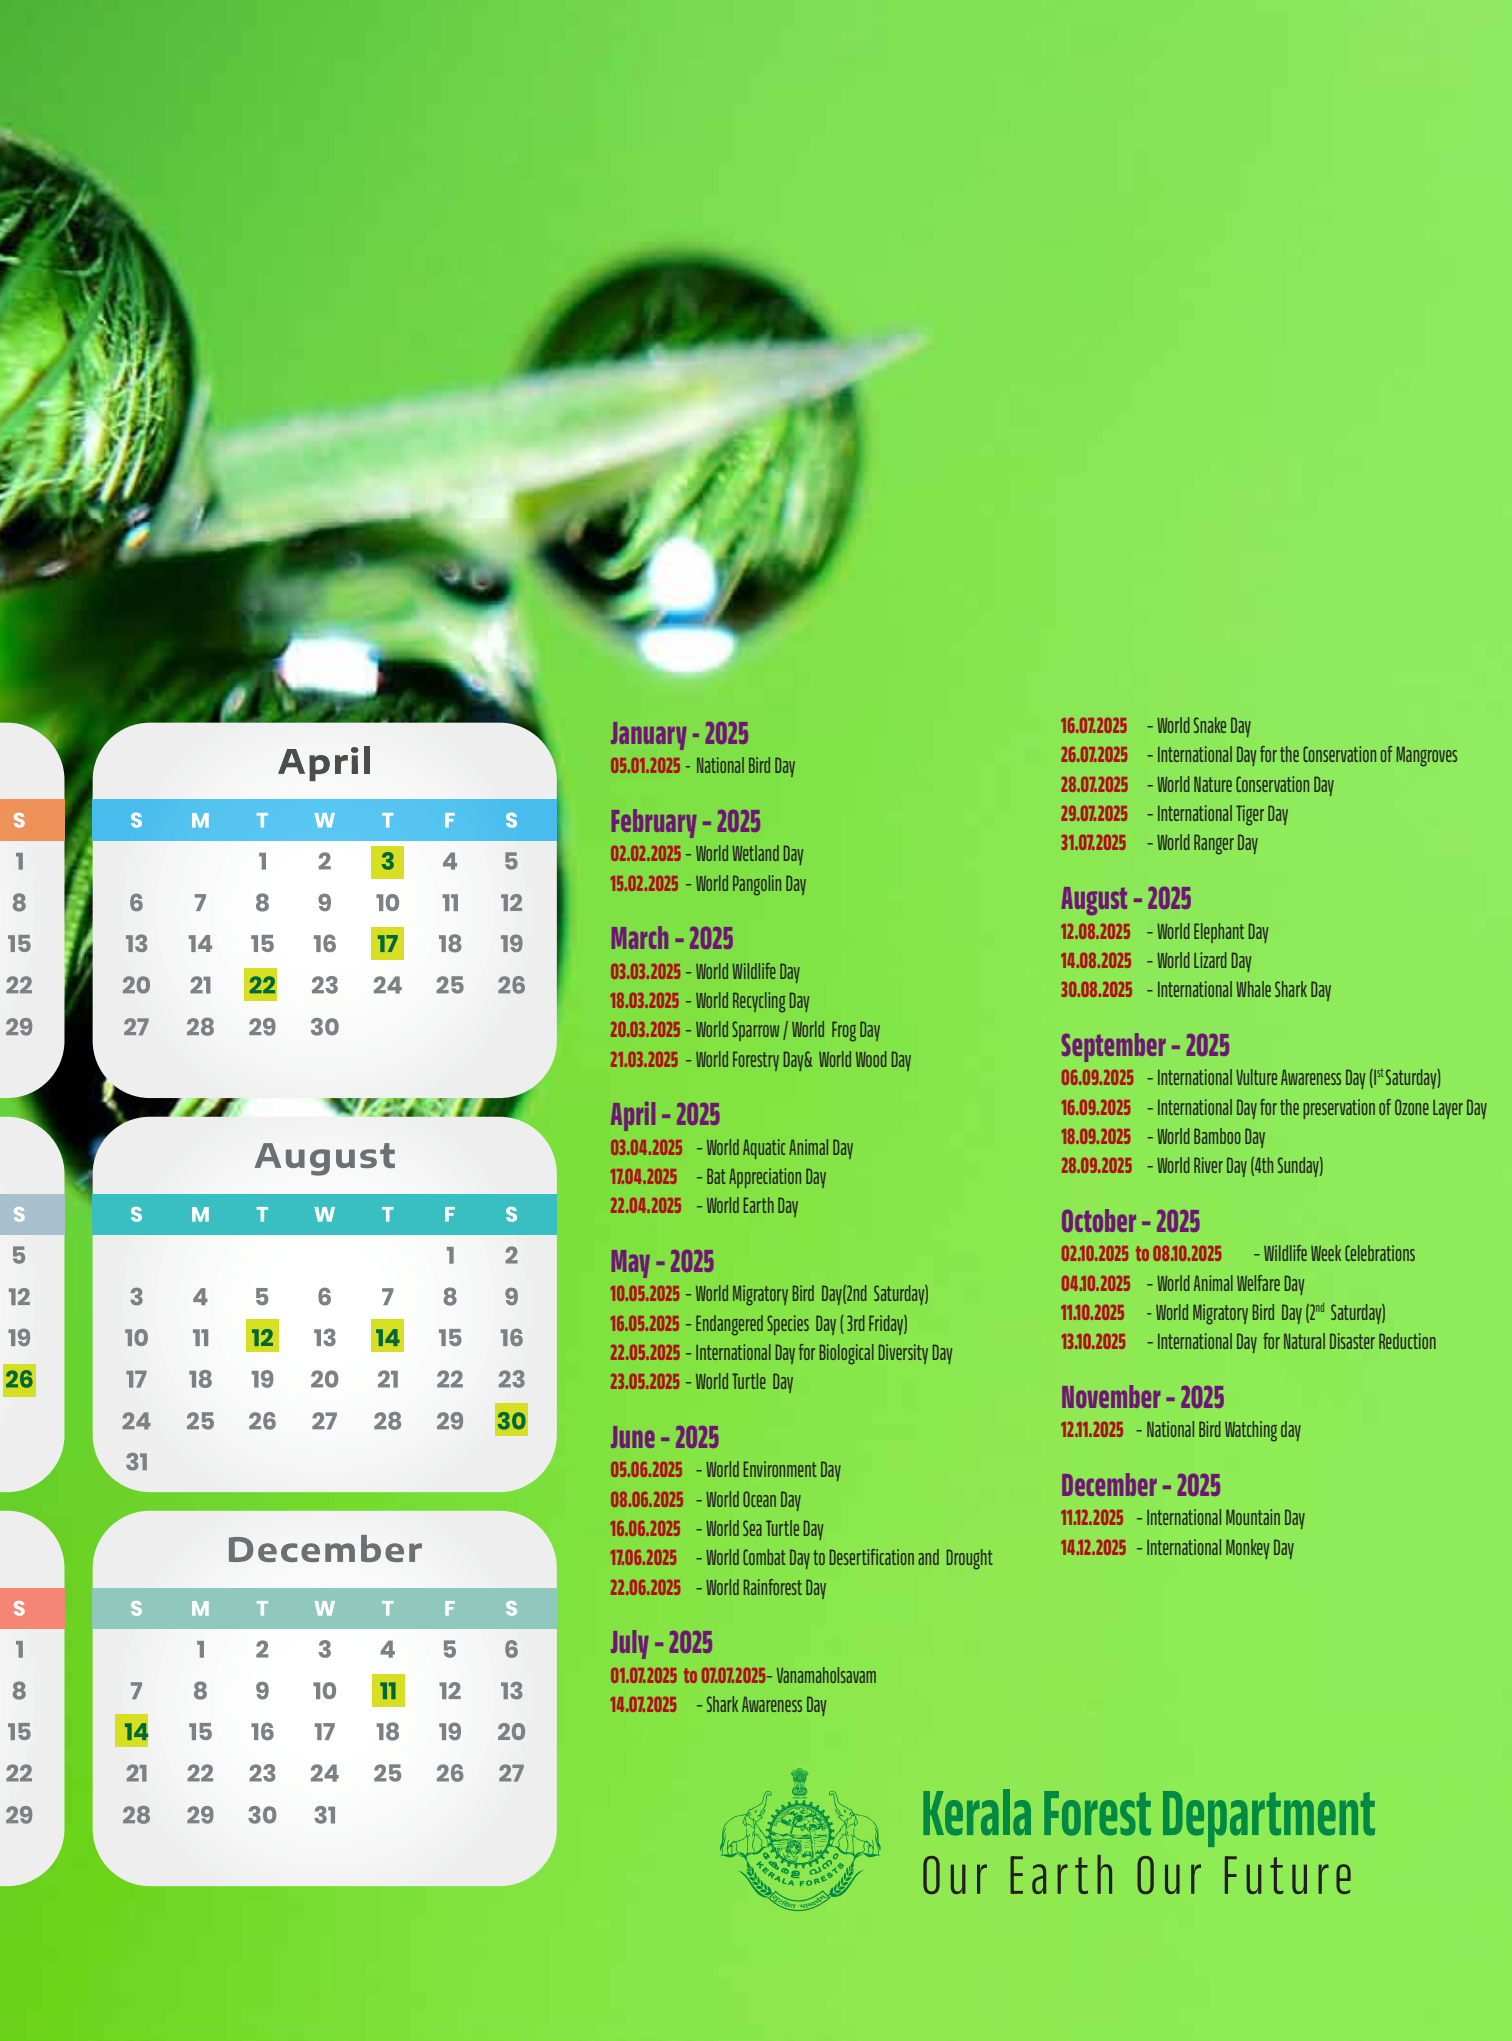 S
1
8
15
22
29
April
S M T W T F S
1 2 3 4 5
6 7 8 9 10 11 12
13 14 15 16 17 18 19
20 21 22 23 24 25 26
27 28 29 30
S
5
12
19
26
August
S M T W T F S
1 2
3 4 5 6 7 8 9
10 11 12 13 14 15 16
17 18 19 20 21 22 23
24 25 26 27 28 29 30
31
S
1
8
15
22
29
December
S M T W T F S
1 2 3 4 5 6
7 8 9 10 11 12 13
14 15 16 17 18 19 20
21 22 23 24 25 26 27
28 29 30 31
January - 2025
05.01.2025 - National Bird Day
February - 2025
02.02.2025 - World Wetland Day
15.02.2025 - World Pangolin Day
March - 2025
03.03.2025 - World Wildlife Day
18.03.2025 - World Recycling Day
20.03.2025 - World Sparrow / World Frog Day
21.03.2025 - World Forestry Day& World Wood Day
April - 2025
03.04.2025 - World Aquatic Animal Day
17.04.2025 - Bat Appreciation Day
22.04.2025 - World Earth Day
May - 2025
10.05.2025 - World Migratory Bird Day(2nd Saturday)
16.05.2025 - Endangered Species Day ( 3rd Friday)
22.05.2025 - International Day for Biological Diversity Day
23.05.2025 - World Turtle Day
June - 2025
05.06.2025 - World Environment Day
08.06.2025 - World Ocean Day
16.06.2025 - World Sea Turtle Day
17.06.2025 - World Combat Day to Desertification and Drought
22.06.2025 - World Rainforest Day
July - 2025
01.07.2025 to 07.07.2025- Vanamaholsavam
14.07.2025 - Shark Awareness Day
16.07.2025 - World Snake Day
26.07.2025 - International Day for the Conservation of Mangroves
28.07.2025 - World Nature Conservation Day
29.07.2025 - International Tiger Day
31.07.2025 - World Ranger Day
August - 2025
12.08.2025 - World Elephant Day
14.08.2025 - World Lizard Day
30.08.2025 - International Whale Shark Day
September - 2025
06.09.2025 - International Vulture Awareness Day (1st Saturday)
16.09.2025 - International Day for the preservation of Ozone Layer Day
18.09.2025 - World Bamboo Day
28.09.2025 - World River Day (4th Sunday)
October - 2025
02.10.2025 to 08.10.2025 - Wildlife Week Celebrations
04.10.2025 - World Animal Welfare Day
11.10.2025 - World Migratory Bird Day (2nd Saturday)
13.10.2025 - International Day for Natural Disaster Reduction
November - 2025
12.11.2025 - National Bird Watching day
December - 2025
11.12.2025 - International Mountain Day
14.12.2025 - International Monkey Day
കേരള വനം
KERALA FORESTS
Kerala Forest Department
Our Earth Our Future